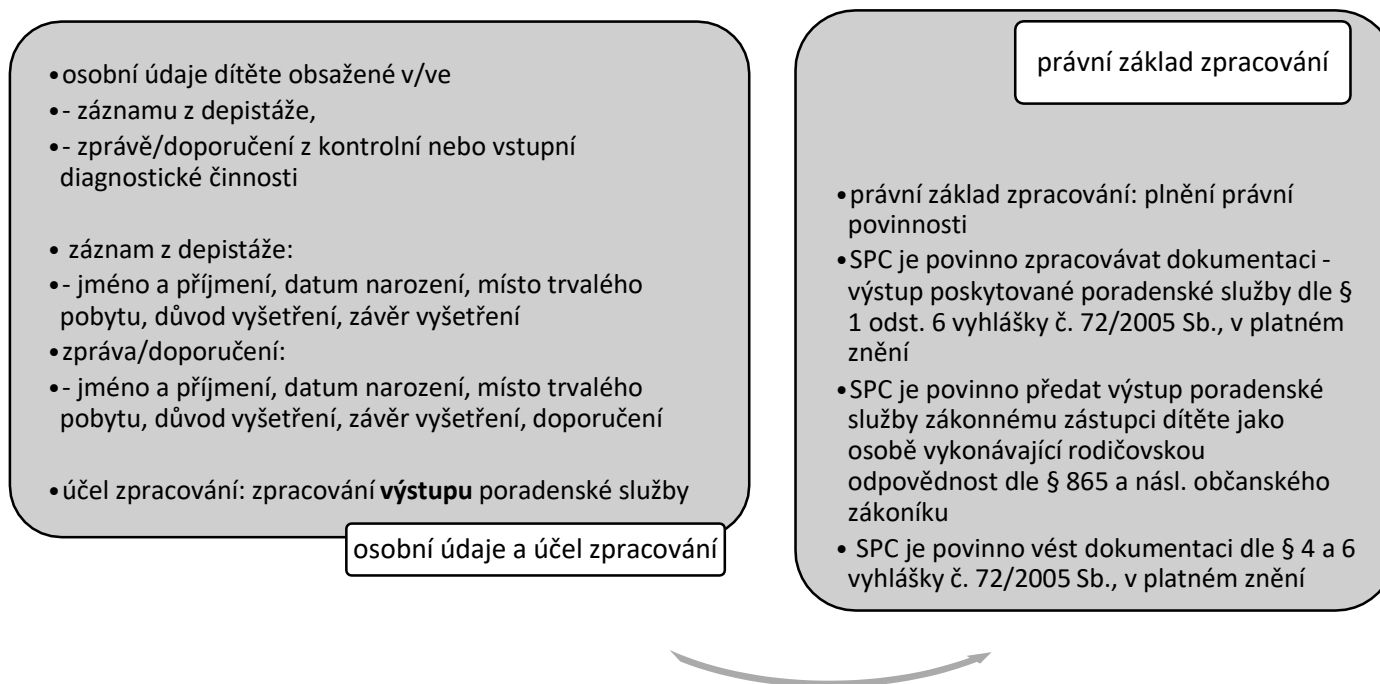 •osobní údaje dítěte obsažené v/ve
•- záznamu z depistáže,
•- zprávě/doporučení z kontrolní nebo vstupní
diagnostické činnosti
• záznam z depistáže:
•- jméno a příjmení, datum narození, místo trvalého
pobytu, důvod vyšetření, závěr vyšetření
•zpráva/doporučení:
•- jméno a příjmení, datum narození, místo trvalého
pobytu, důvod vyšetření, závěr vyšetření, doporučení
•účel zpracování: zpracování výstupu poradenské služby
osobní údaje a účel zpracování
právní základ zpracování
•právní základ zpracování: plnění právní
povinnosti
•SPC je povinno zpracovávat dokumentaci -
výstup poskytované poradenské služby dle §
1 odst. 6 vyhlášky č. 72/2005 Sb., v platném
znění
•SPC je povinno předat výstup poradenské
služby zákonnému zástupci dítěte jako
osobě vykonávající rodičovskou
odpovědnost dle § 865 a násl. občanského
zákoníku
• SPC je povinno vést dokumentaci dle § 4 a 6
vyhlášky č. 72/2005 Sb., v platném znění